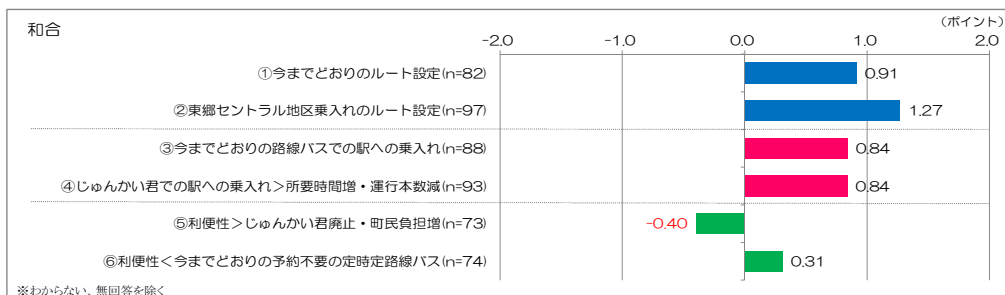 和合
（ポイント）
-2.0 -1.0 0.0 1.0 2.0
①今までどおりのルート設定(n=82) 0.91
②東郷セントラル地区乗入れのルート設定(n=97) 1.27
③今までどおりの路線バスでの駅への乗入れ(n=88) 0.84
④じゅんかい君での駅への乗入れ＞所要時間増・運行本数減(n=93) 0.84
⑤利便性＞じゅんかい君廃止・町民負担増(n=73) -0.40
⑥利便性＜今までどおりの予約不要の定時定路線バス(n=74) 0.31
※わからない、無回答を除く